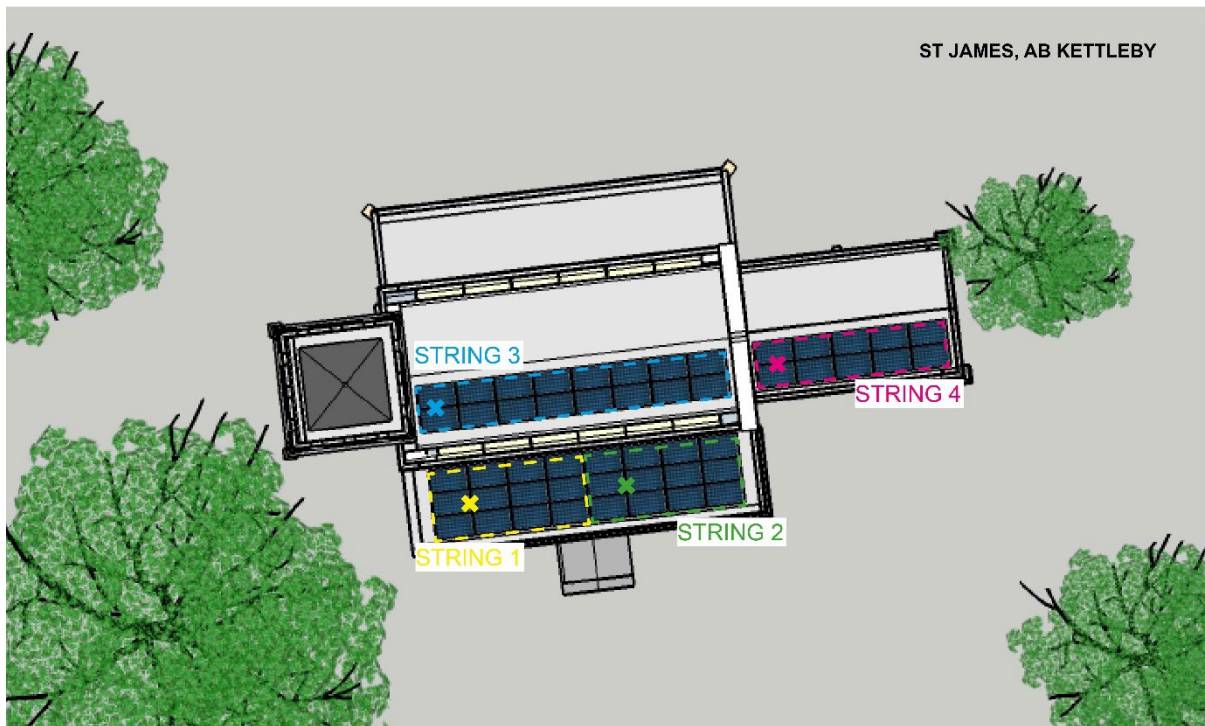 ST JAMES, AB KETTLEBY
STRING 3
STRING 4
STRING 2
STRING 1